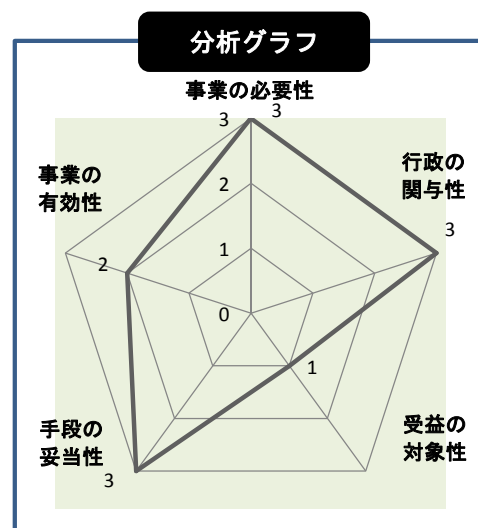 分析グラフ
事業の必要性
3
3
行政の
関与性
3
事業の
有効性
2
2
1
0
1
受益の
対象性
手段の
妥当性
3